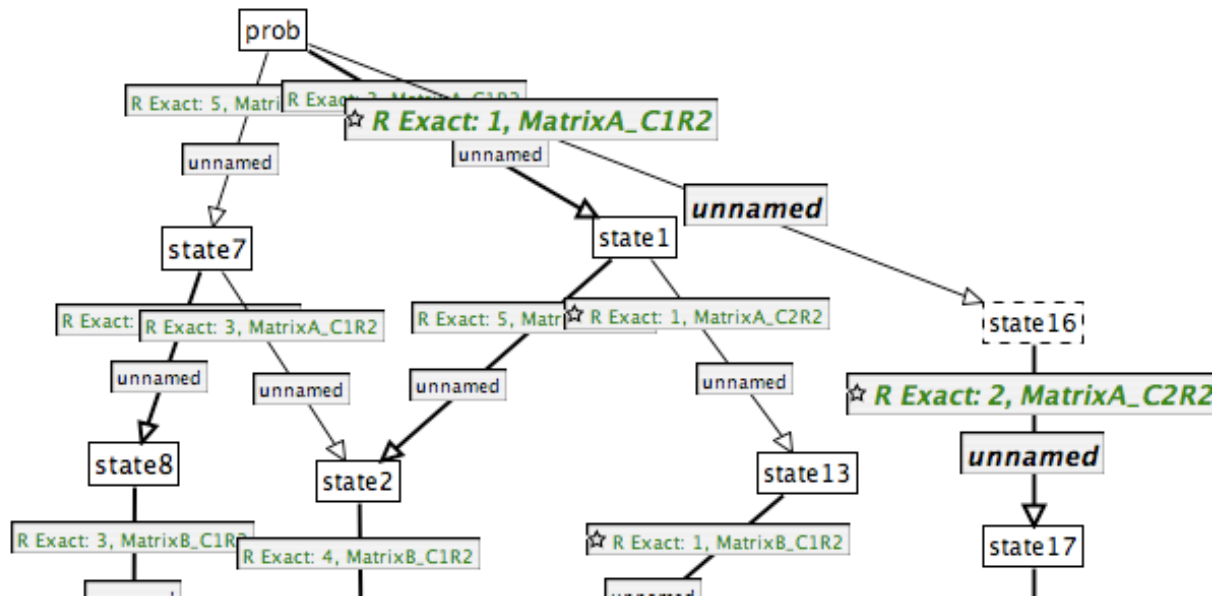 prob
R Exact: 5, Matri
R Exact: 2, MatrixA_C1R2
☆ R Exact: 1, MatrixA_C1R2
unnamed
unnamed
unnamed
state7
state1
state16
R Exact:
R Exact: 3, MatrixA_C1R2
R Exact: 5, Matr
☆ R Exact: 1, MatrixA_C2R2
unnamed
unnamed
unnamed
unnamed
☆ R Exact: 2, MatrixA_C2R2
unnamed
state8
state2
state13
state17
R Exact: 3, MatrixB_C1R2
R Exact: 4, MatrixB_C1R2
☆ R Exact: 1, MatrixB_C1R2
unnamed